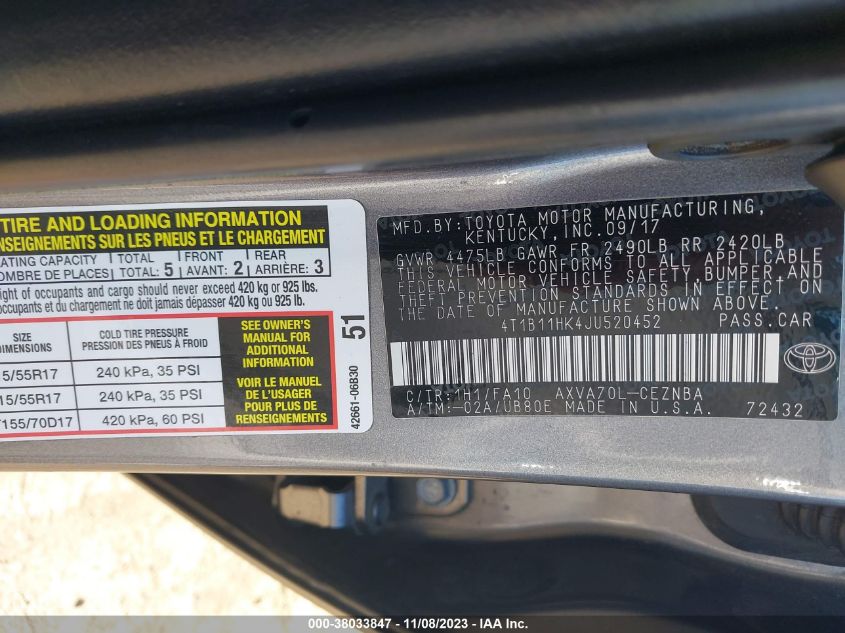 TIRE AND LOADING INFORMATION
RENSEIGNEMENTS SUR LES PNEUS ET LE CHARGEMENT
SEATING CAPACITY
NOMBRE DE PLACES
TOTAL
TOTAL: 5
FRONT
AVANT: 2
REAR
ARRIÈRE: 3
of occupants and cargo should never exceed 420 kg or 925 lbs.
occupants et du chargement ne doit jamais dépasser 420 kg ou 925 lb.
SIZE
DIMENSIONS
COLD TIRE PRESSURE
PRESSION DES PNEUS À FROID
5/55R17
240 kPa, 35 PSI
15/55R17
240 kPa, 35 PSI
T155/70D17
420 kPa, 60 PSI
SEE OWNER'S
MANUAL FOR
ADDITIONAL
INFORMATION
VOIR LE MANUEL
DE L'USAGER
POUR PLUS DE
RENSEIGNEMENTS
51
42661-06B30
MFD.BY:TOYOTA MOTOR MANUFACTURING,
KENTUCKY,INC.09/17
GVWR 4475LB GAWR FR 2490LB RR 2420LB
THIS VEHICLE CONFORMS TO ALL APPLICABLE
FEDERAL MOTOR VEHICLE SAFETY,BUMPER,AND
THEFT PREVENTION STANDARDS IN EFFECT ON
THE DATE OF MANUFACTURE SHOWN ABOVE.
4T1B11HK4JU520452 PASS.CAR
C/TR:1H1/FA10 AXVA70L-CEZNBA
A/TM:-02A/UB80E MADE IN U.S.A. 72432
000-38033847 - 11/08/2023 - IAAI Inc.